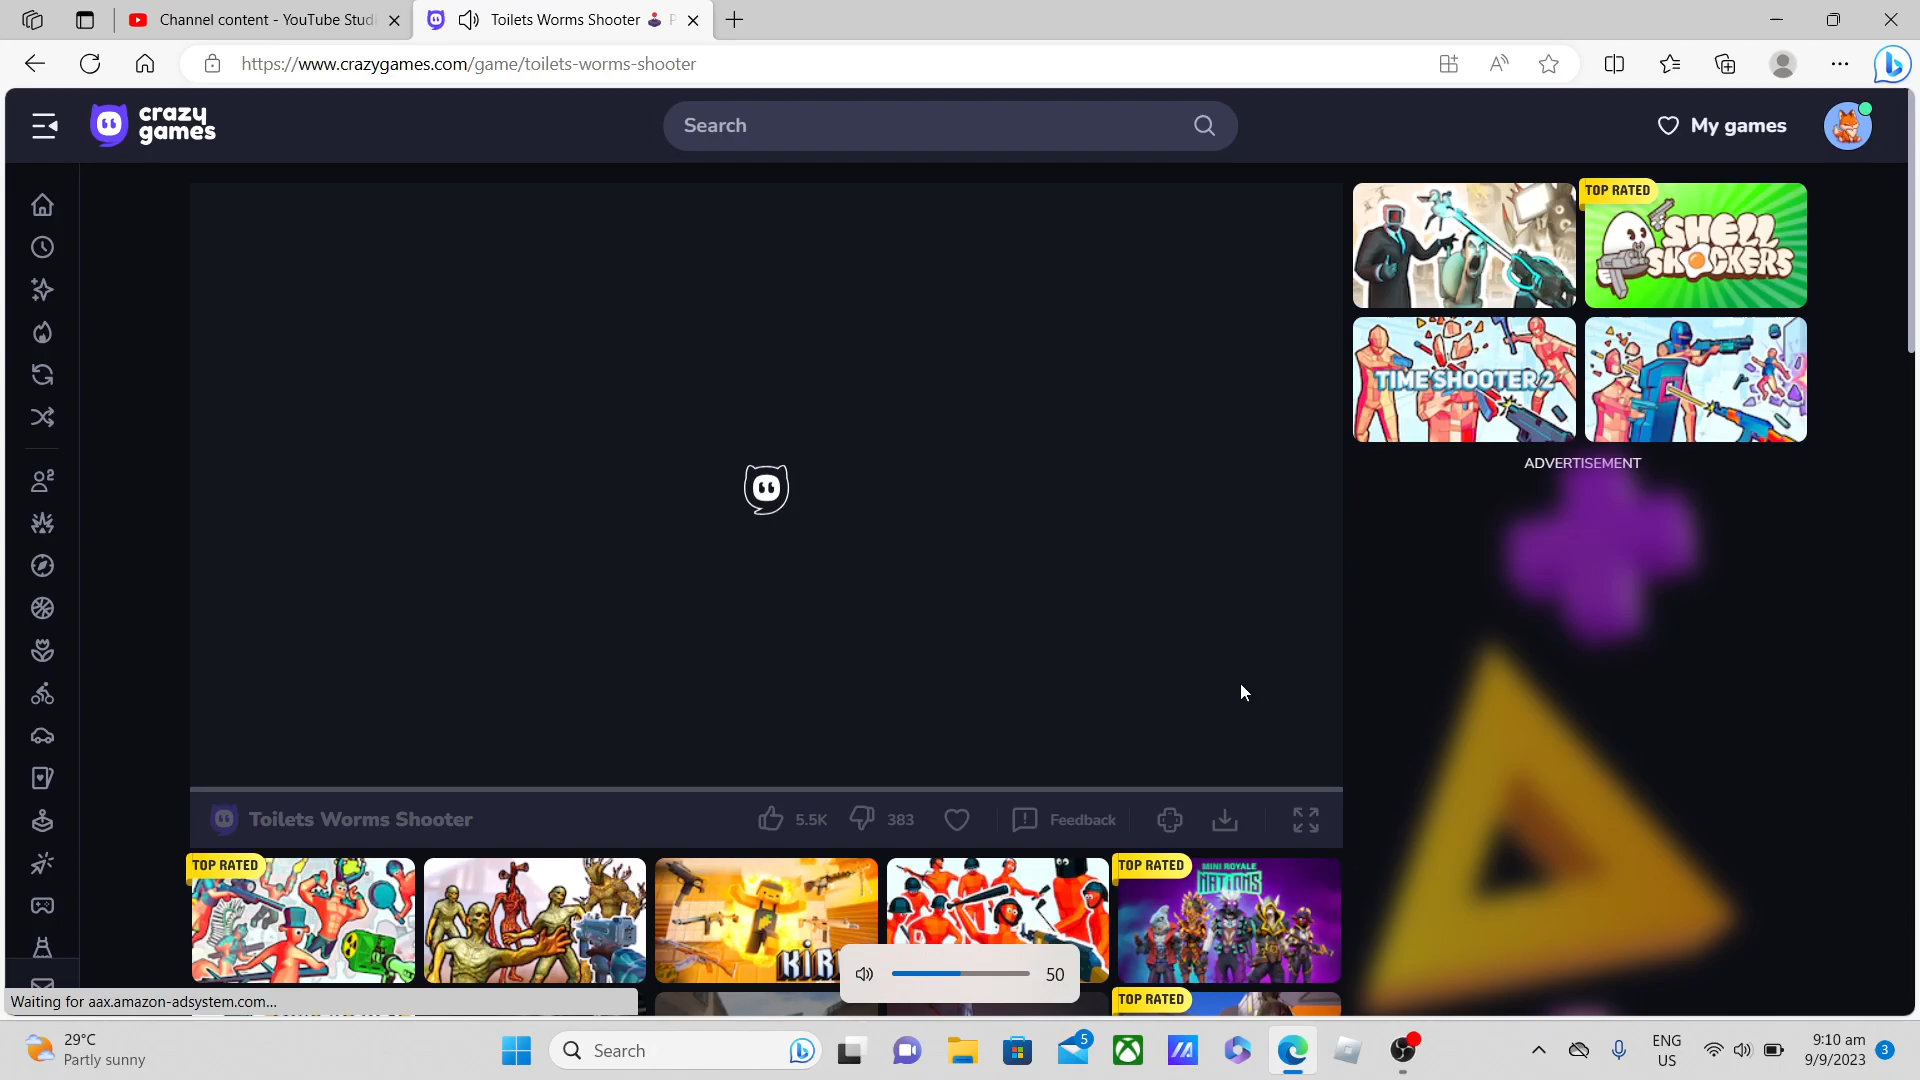 Channel content - YouTube Stud
Toilets Worms Shooter P
https://www.crazygames.com/game/toilets-worms-shooter
crazy
games
Search
My games
TOP RATED
SHELL
SHOCKERS
TIME SHOOTER 2
ADVERTISEMENT
Toilets Worms Shooter
5.5K
383
Feedback
TOP RATED
TOP RATED
MINI ROYALE
NATIONS
KIR
50
TOP RATED
Waiting for aax.amazon-adsystem.com...
29°C
Partly sunny
Search
5
ENG
US
9:10 am
9/9/2023
3